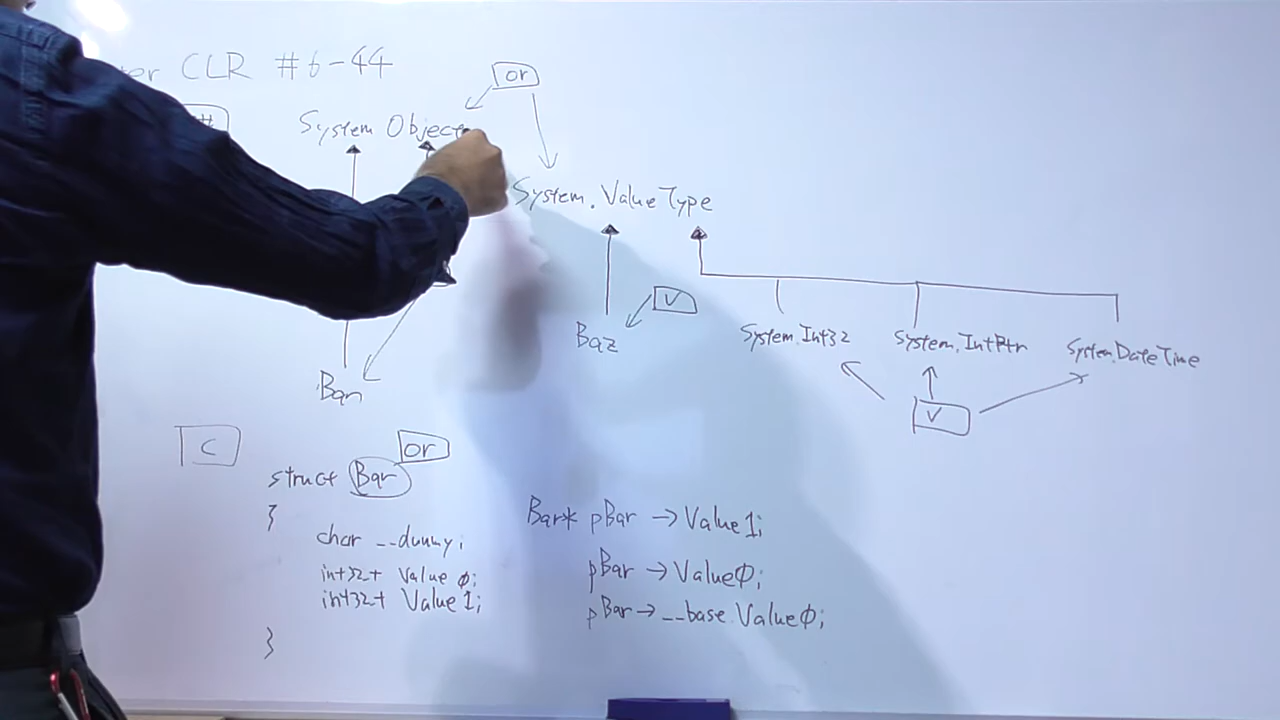 CLR #6-44
or
#
System Object
System.ValueType
V
Baz
System.Int32
System.IntPtr
System.DateTime
V
Bar
C
or
struct Bar
{
char __dummy;
int32_t Value0;
int32_t Value1;
}
Bar* pBar → Value1;
pBar → Value0;
pBar → __base.Value0;